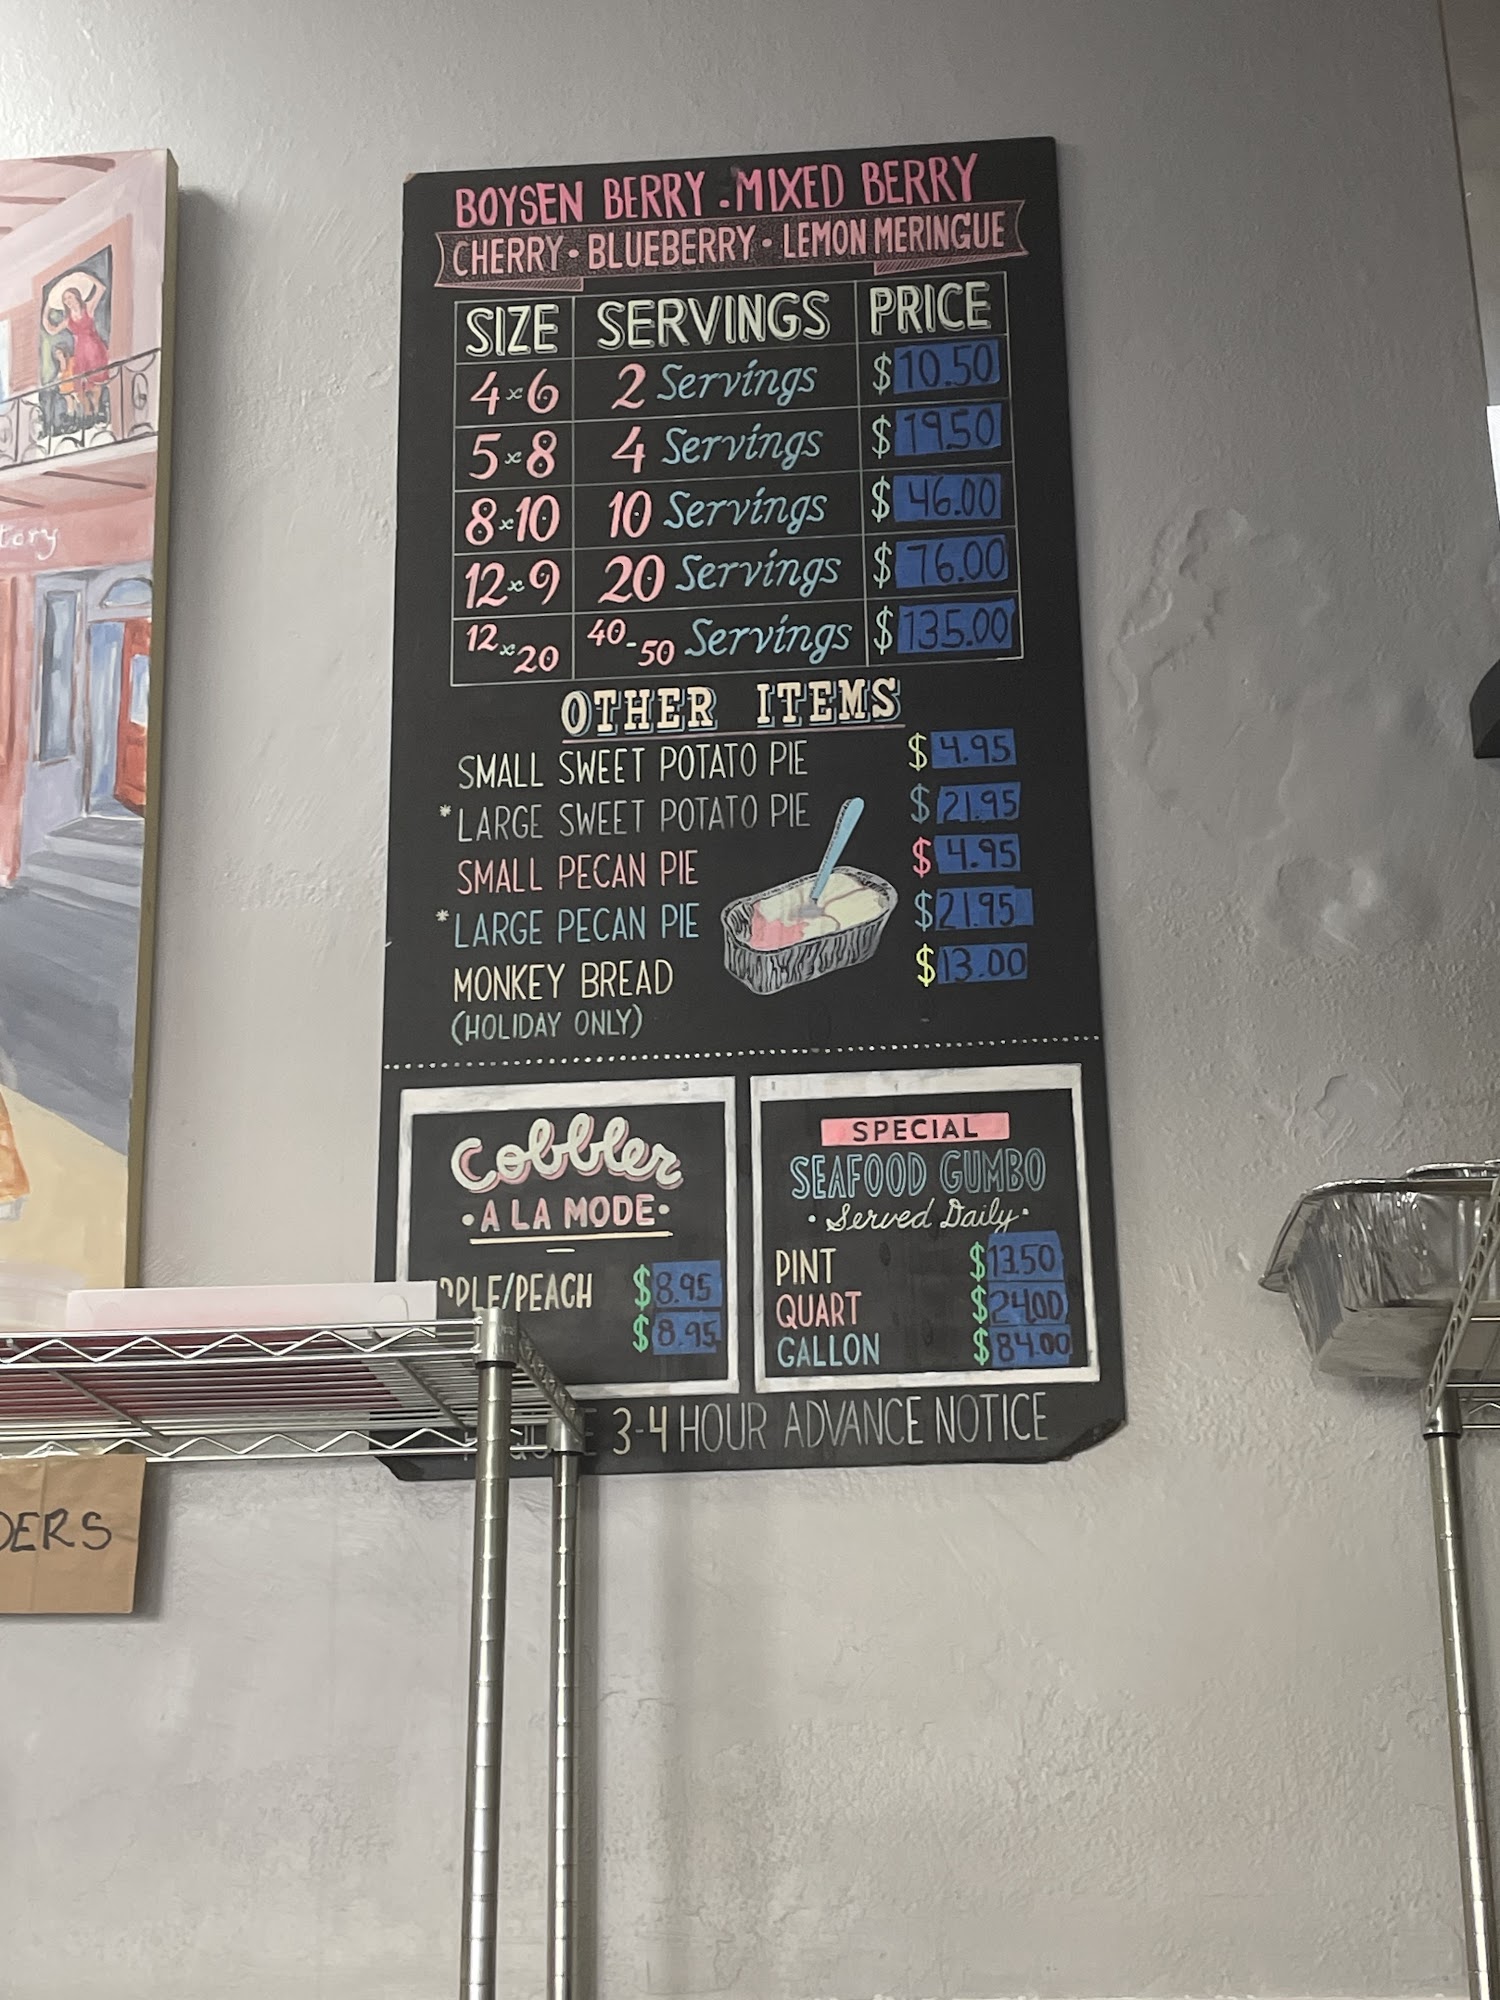 BOYSEN BERRY . MIXED BERRY
CHERRY • BLUEBERRY • LEMON MERINGUE
SIZE SERVINGS PRICE
4x6 2 Servings $10.50
5x8 4 Servings $19.50
8x10 10 Servings $46.00
12x9 20 Servings $76.00
12x20 40-50 Servings $135.00
OTHER ITEMS
SMALL SWEET POTATO PIE $4.95
*LARGE SWEET POTATO PIE $21.95
SMALL PECAN PIE $4.95
*LARGE PECAN PIE $21.95
MONKEY BREAD $13.00
(HOLIDAY ONLY)
Cobbler
• A LA MODE •
/PEACH $8.95
$8.95
SPECIAL
SEAFOOD GUMBO
• Served Daily •
PINT $13.50
QUART $24.00
GALLON $84.00
3-4 HOUR ADVANCE NOTICE